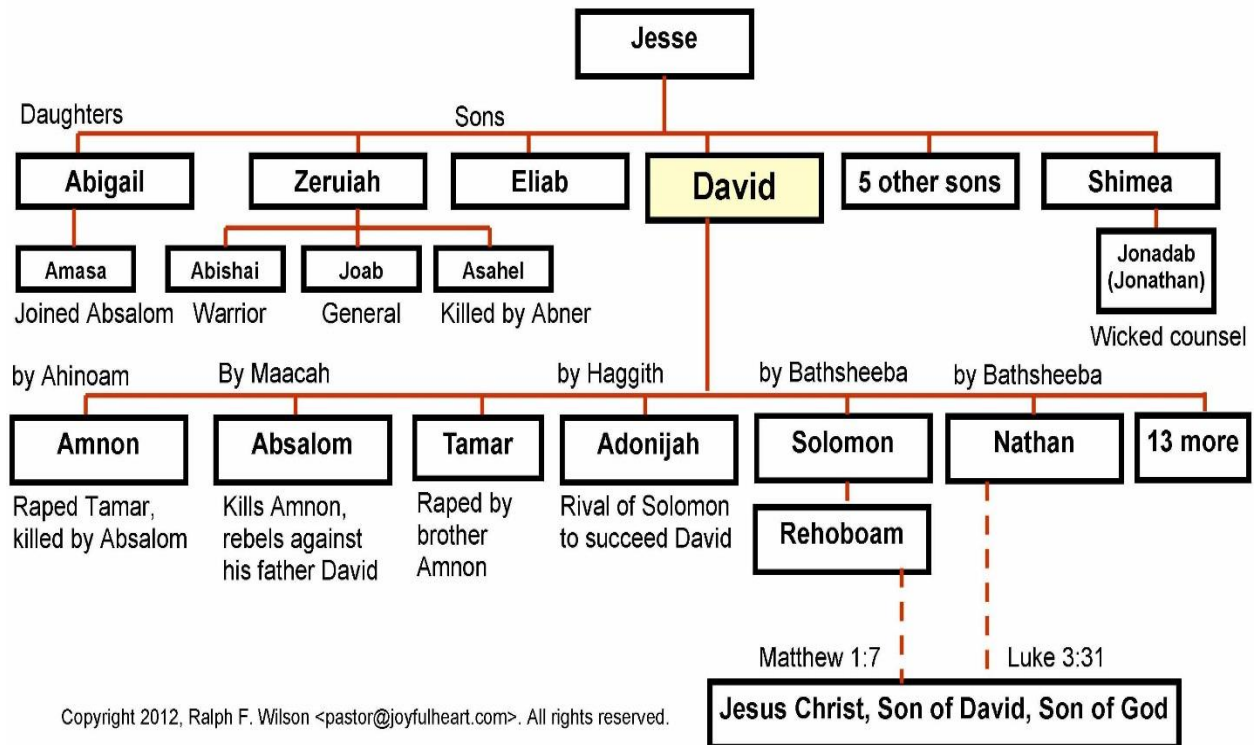 Jesse
Daughters
Sons
Abigail
Zeruiah
Eliab
David
5 other sons
Shimea
Amasa
Abishai
Joab
Asahel
Jonadab
(Jonathan)
Joined Absalom
Warrior
General
Killed by Abner
Wicked counsel
by Ahinoam
By Maacah
by Haggith
by Bathsheeba
by Bathsheeba
Amnon
Absalom
Tamar
Adonijah
Solomon
Nathan
13 more
Raped Tamar,
killed by Absalom
Kills Amnon,
rebels against
his father David
Raped by
brother
Amnon
Rival of Solomon
to succeed David
Rehoboam
Matthew 1:7
Luke 3:31
Jesus Christ, Son of David, Son of God
Copyright 2012, Ralph F. Wilson <pastor@joyfulheart.com>. All rights reserved.